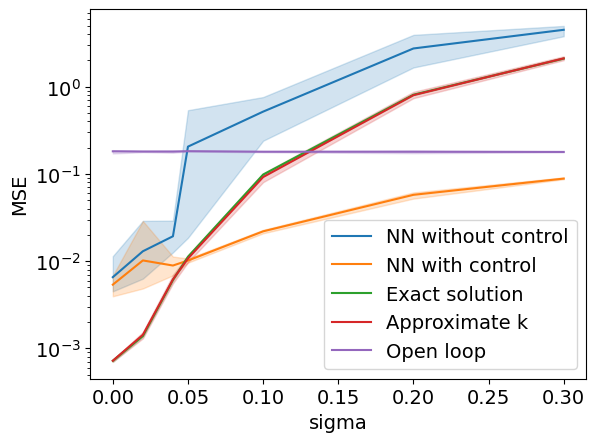 MSE
10⁰
10⁻¹
10⁻²
10⁻³
NN without control
NN with control
Exact solution
Approximate k
Open loop
0.00 0.05 0.10 0.15 0.20 0.25 0.30
sigma